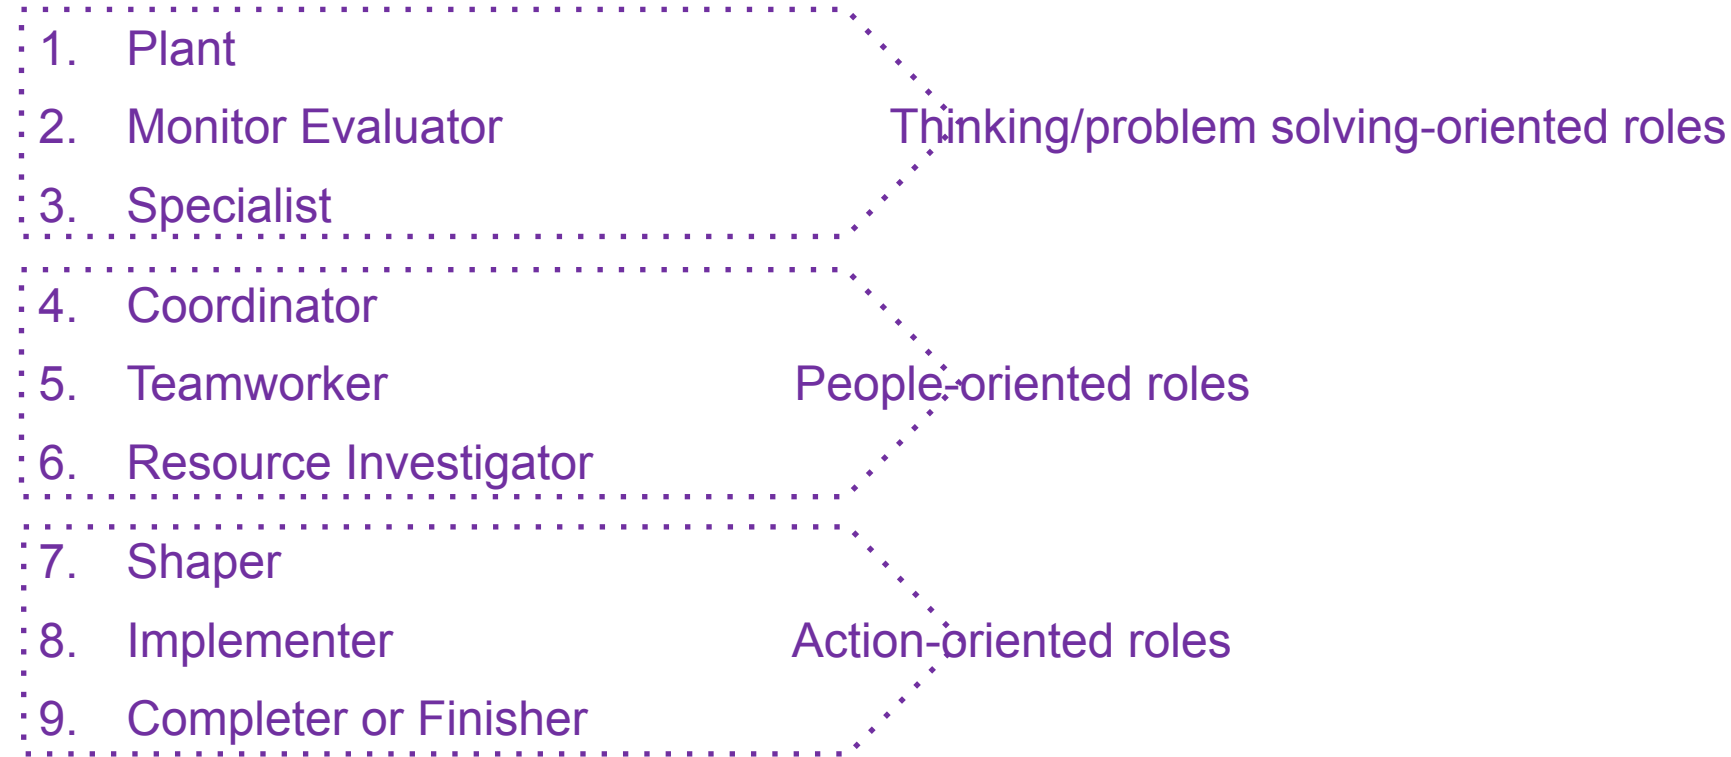 1. Plant
2. Monitor Evaluator Thinking/problem solving-oriented roles
3. Specialist
4. Coordinator
5. Teamworker People-oriented roles
6. Resource Investigator
7. Shaper
8. Implementer Action-oriented roles
9. Completer or Finisher